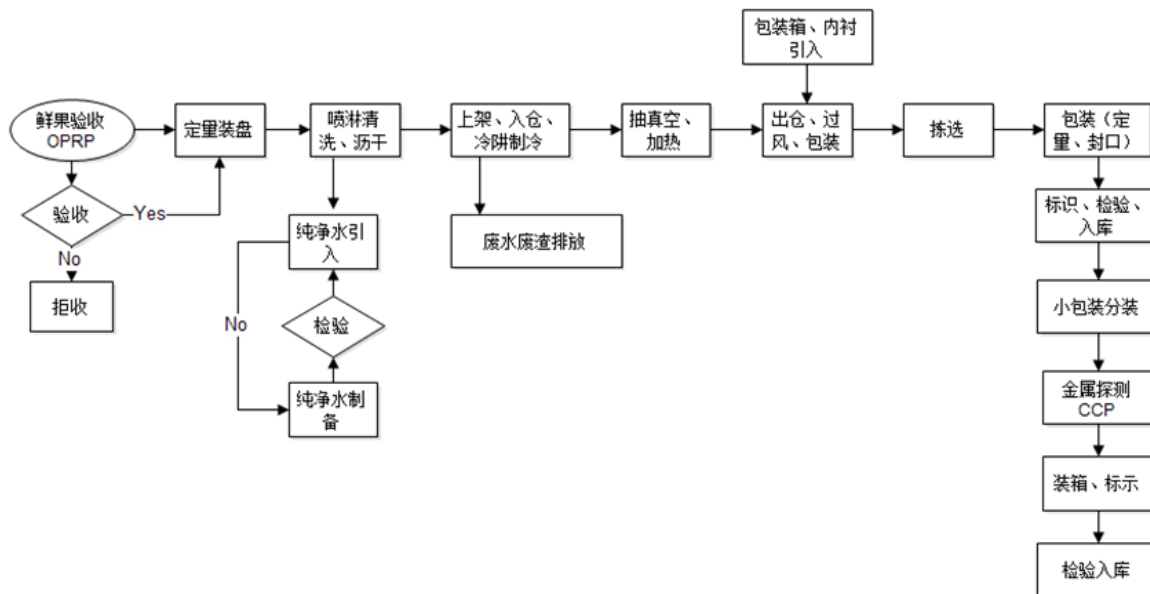 包装箱、内衬
引入
鲜果验收
OPRP
定量装盘
喷淋清
洗、沥干
上架、入仓、
冷阱制冷
抽真空、
加热
出仓、过
风、包装
拣选
包装（定
量、封口）
验收
Yes
No
拒收
纯净水引
入
No
检验
纯净水制
备
废水废渣排放
标识、检验、
入库
小包装分装
金属探测
CCP
装箱、标示
检验入库